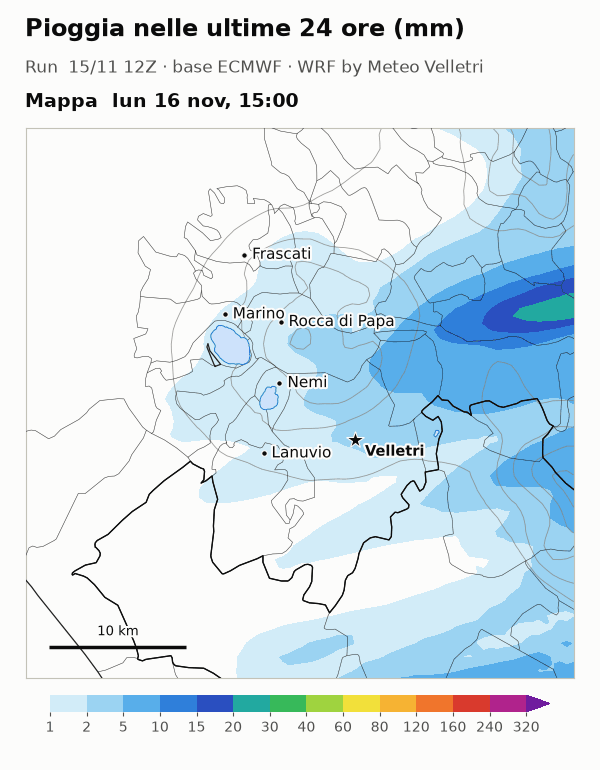 Pioggia nelle ultime 24 ore (mm)
Run  15/11 12Z · base ECMWF · WRF by Meteo Velletri
Mappa  lun 16 nov, 15:00
Frascati
Marino
Rocca di Papa
Nemi
Velletri
Lanuvio
10 km
1 2 5 10 15 20 30 40 60 80 120 160 240 320